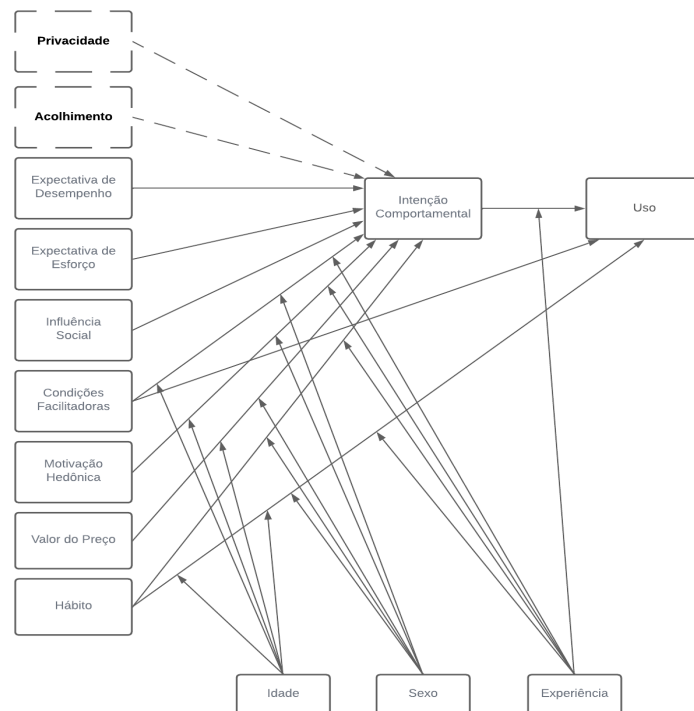 Privacidade
Acolhimento
Expectativa de
Desempenho
Intenção
Comportamental
Uso
Expectativa de
Esforço
Influência
Social
Condições
Facilitadoras
Motivação
Hedônica
Valor do Preço
Hábito
Idade
Sexo
Experiência